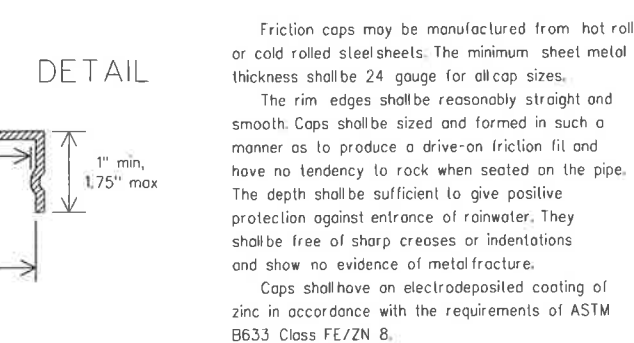 DETAIL
1" min,
1.75" max
Friction caps may be manufactured from hot roll
or cold rolled steel sheets. The minimum sheet metal
thickness shall be 24 gauge for all cap sizes.
The rim edges shall be reasonably straight and
smooth. Caps shall be sized and formed in such a
manner as to produce a drive-on friction fit and
have no tendency to rock when seated on the pipe.
The depth shall be sufficient to give positive
protection against entrance of rainwater. They
shall be free of sharp creases or indentations
and show no evidence of metal fracture.
Caps shall have an electrodeposited coating of
zinc in accordance with the requirements of ASTM
B633 Class FE/ZN 8.